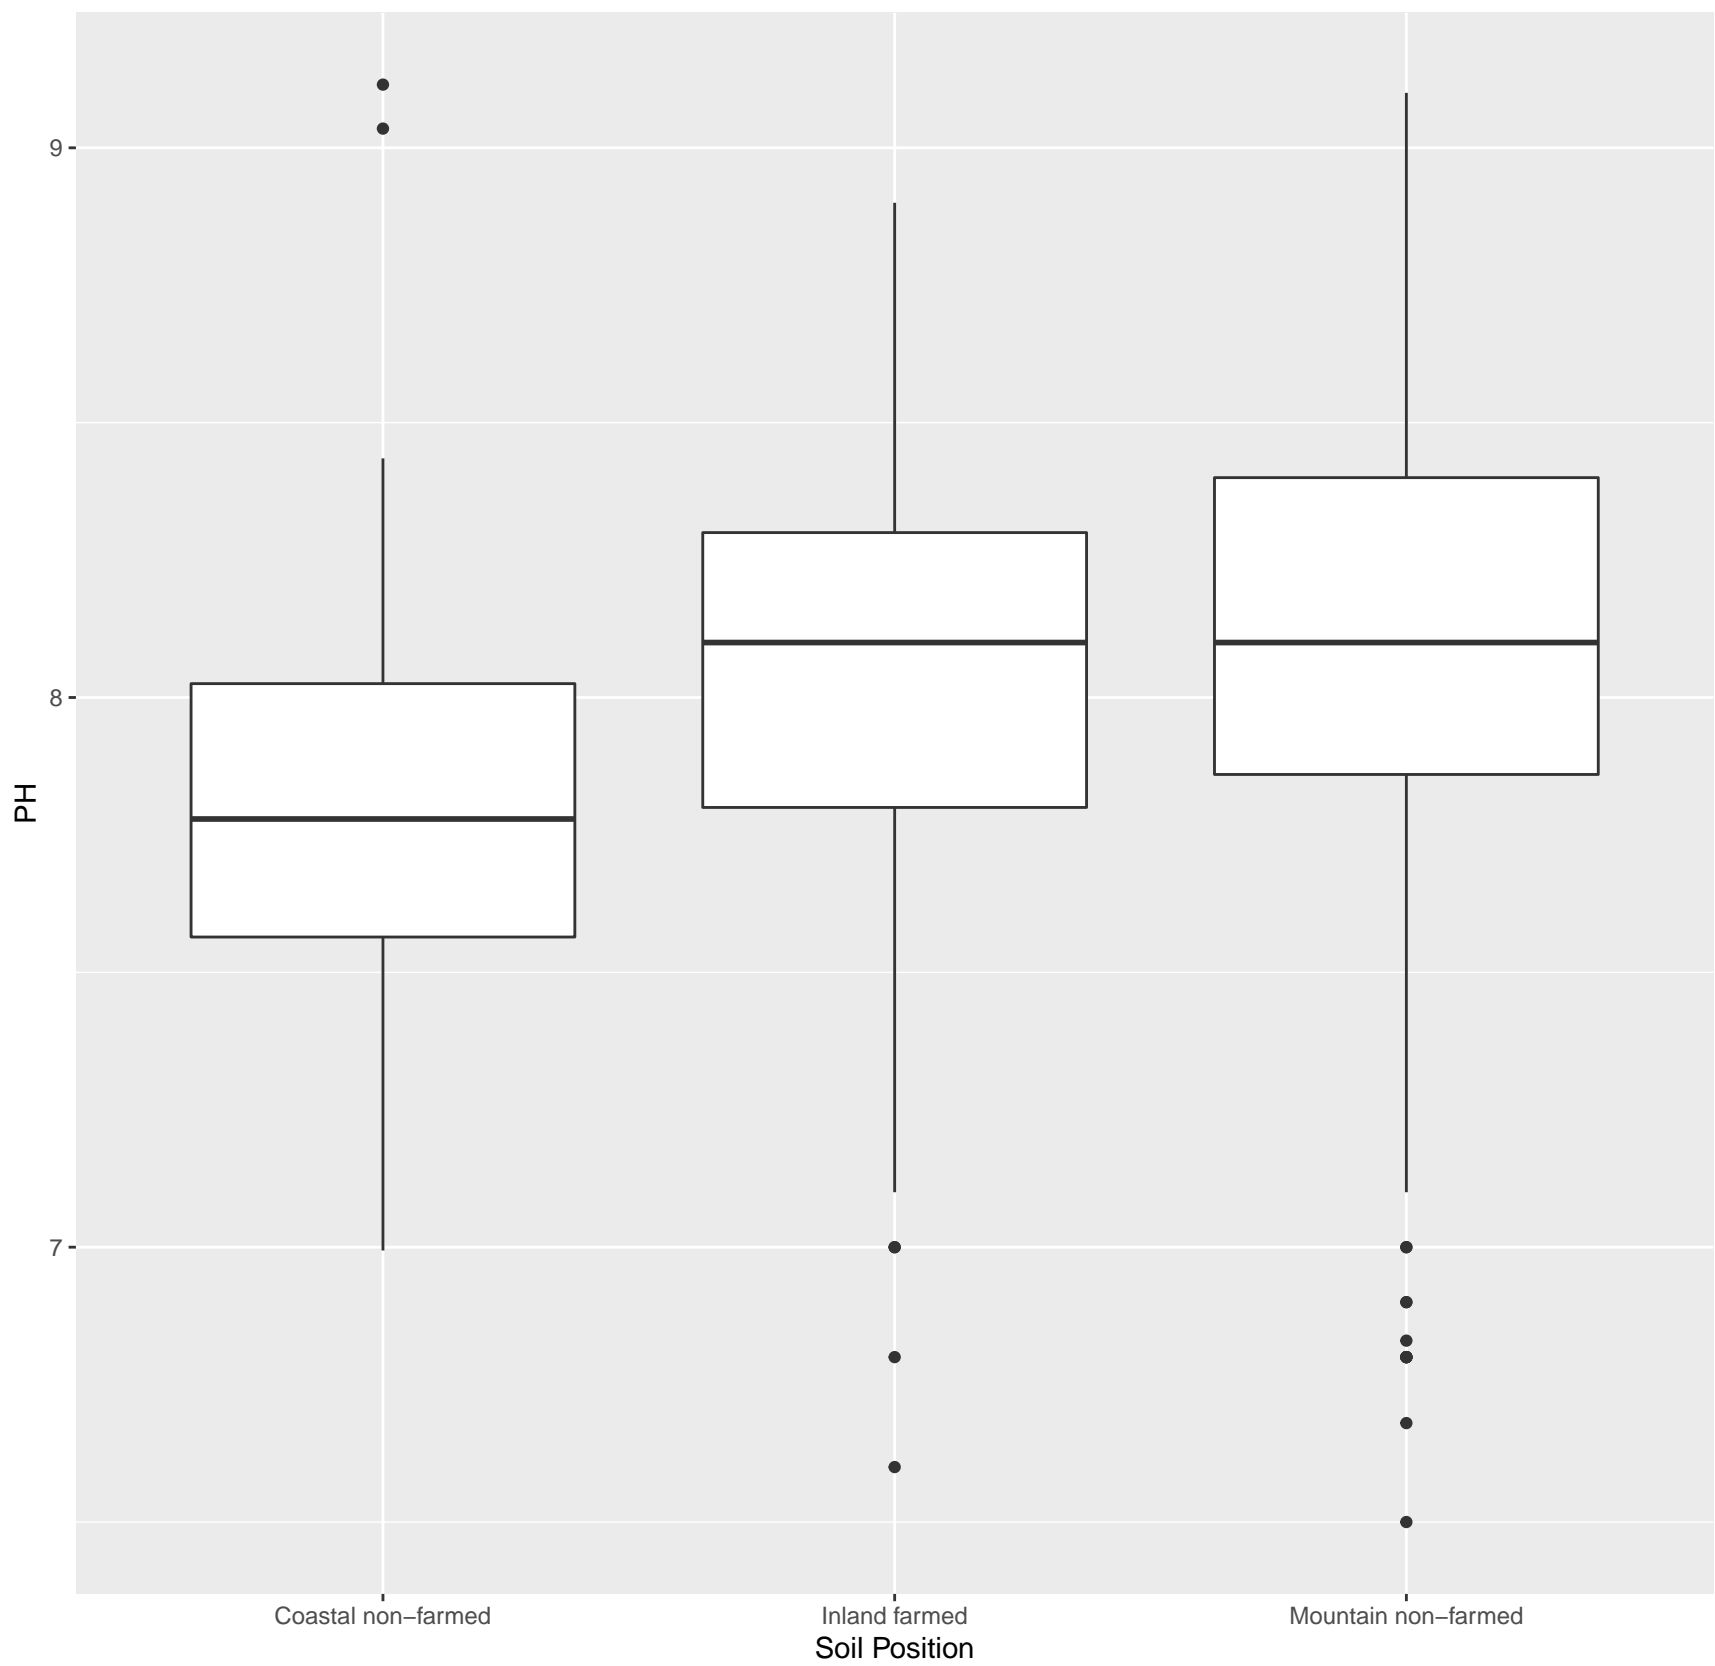 PH
9
8
7
Coastal non−farmed
Inland farmed
Mountain non−farmed
Soil Position